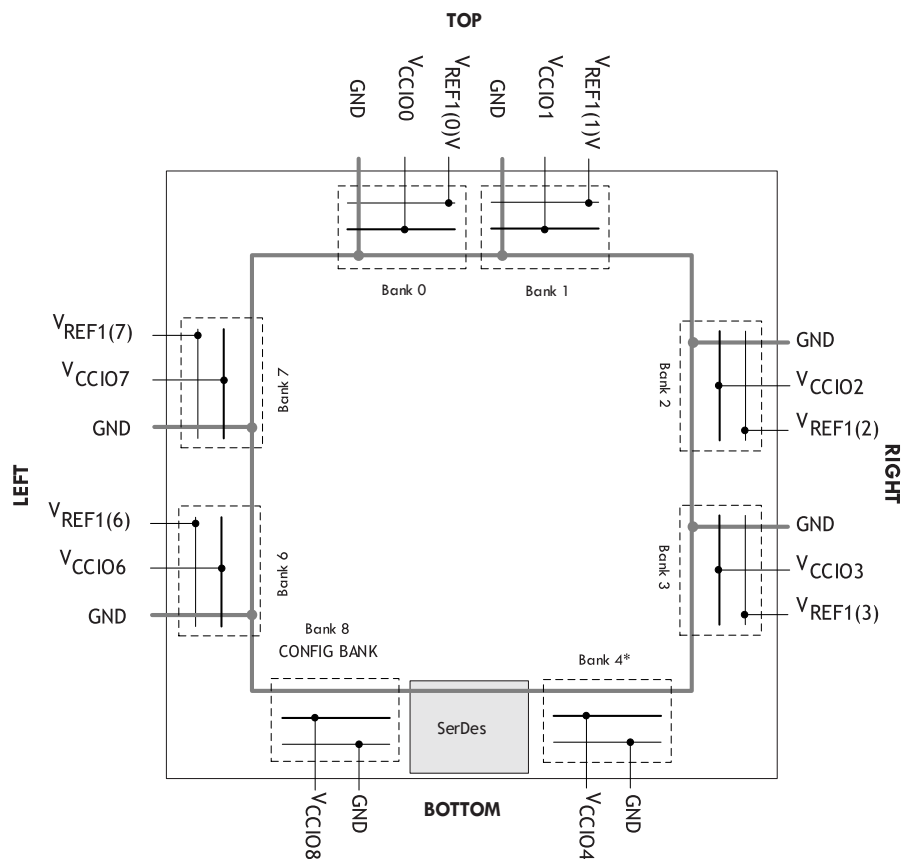 TOP
GND
VCCIO0
VREF1(0)V
GND
VCCIO1
VREF1(1)V
Bank 0
Bank 1
VREF1(7)
VCCIO7
GND
Bank 7
Bank 2
GND
VCCIO2
VREF1(2)
LEFT
RIGHT
VREF1(6)
VCCIO6
GND
Bank 6
Bank 3
GND
VCCIO3
VREF1(3)
Bank 8
CONFIG BANK
Bank 4*
SerDes
VCCIO8
GND
BOTTOM
VCCIO4
GND